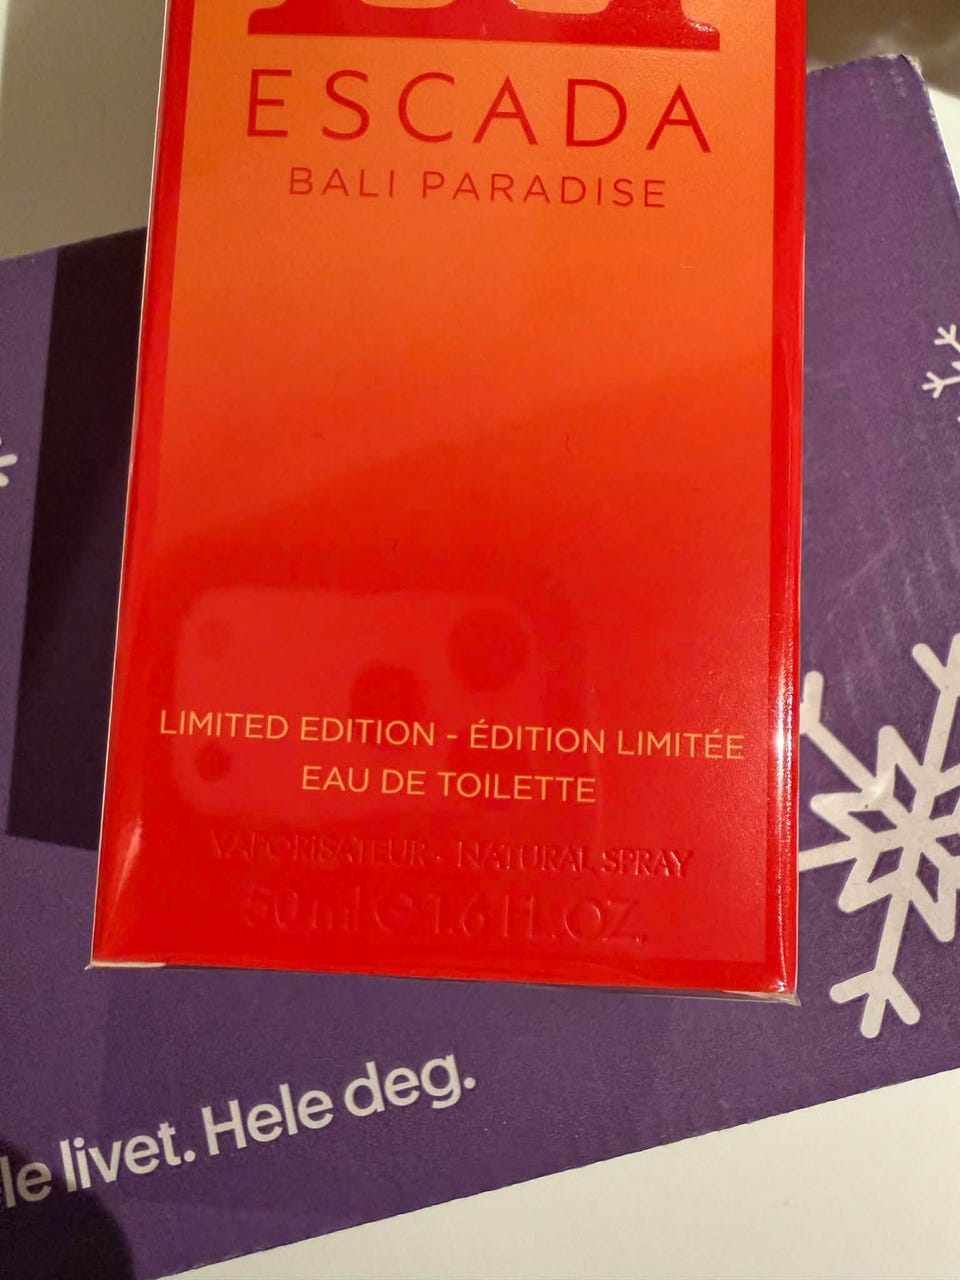 ESCADA
BALI PARADISE
LIMITED EDITION - ÉDITION LIMITÉE
EAU DE TOILETTE
VAPORISATEUR - NATURAL SPRAY
50 ml ℮ 1.6 FL.OZ.
le livet. Hele deg.